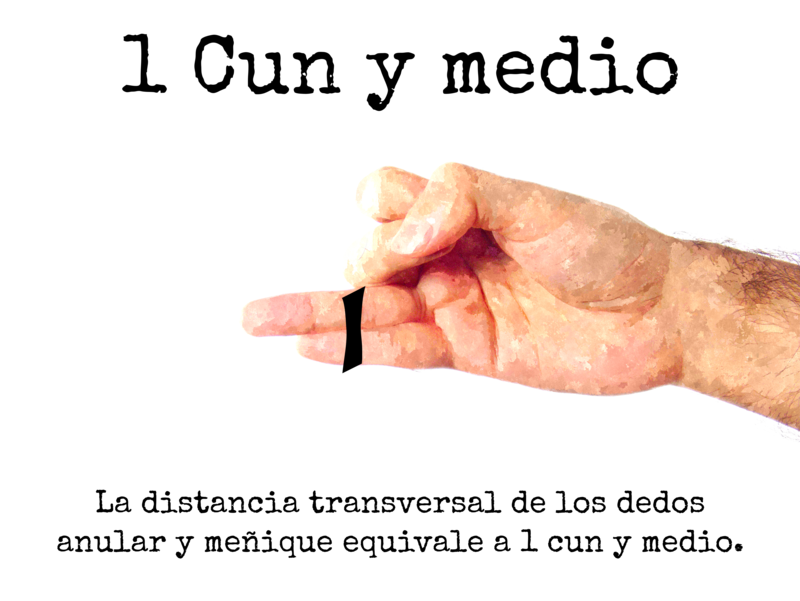 1 Cun y medio
La distancia transversal de los dedos
anular y meñique equivale a 1 cun y medio.